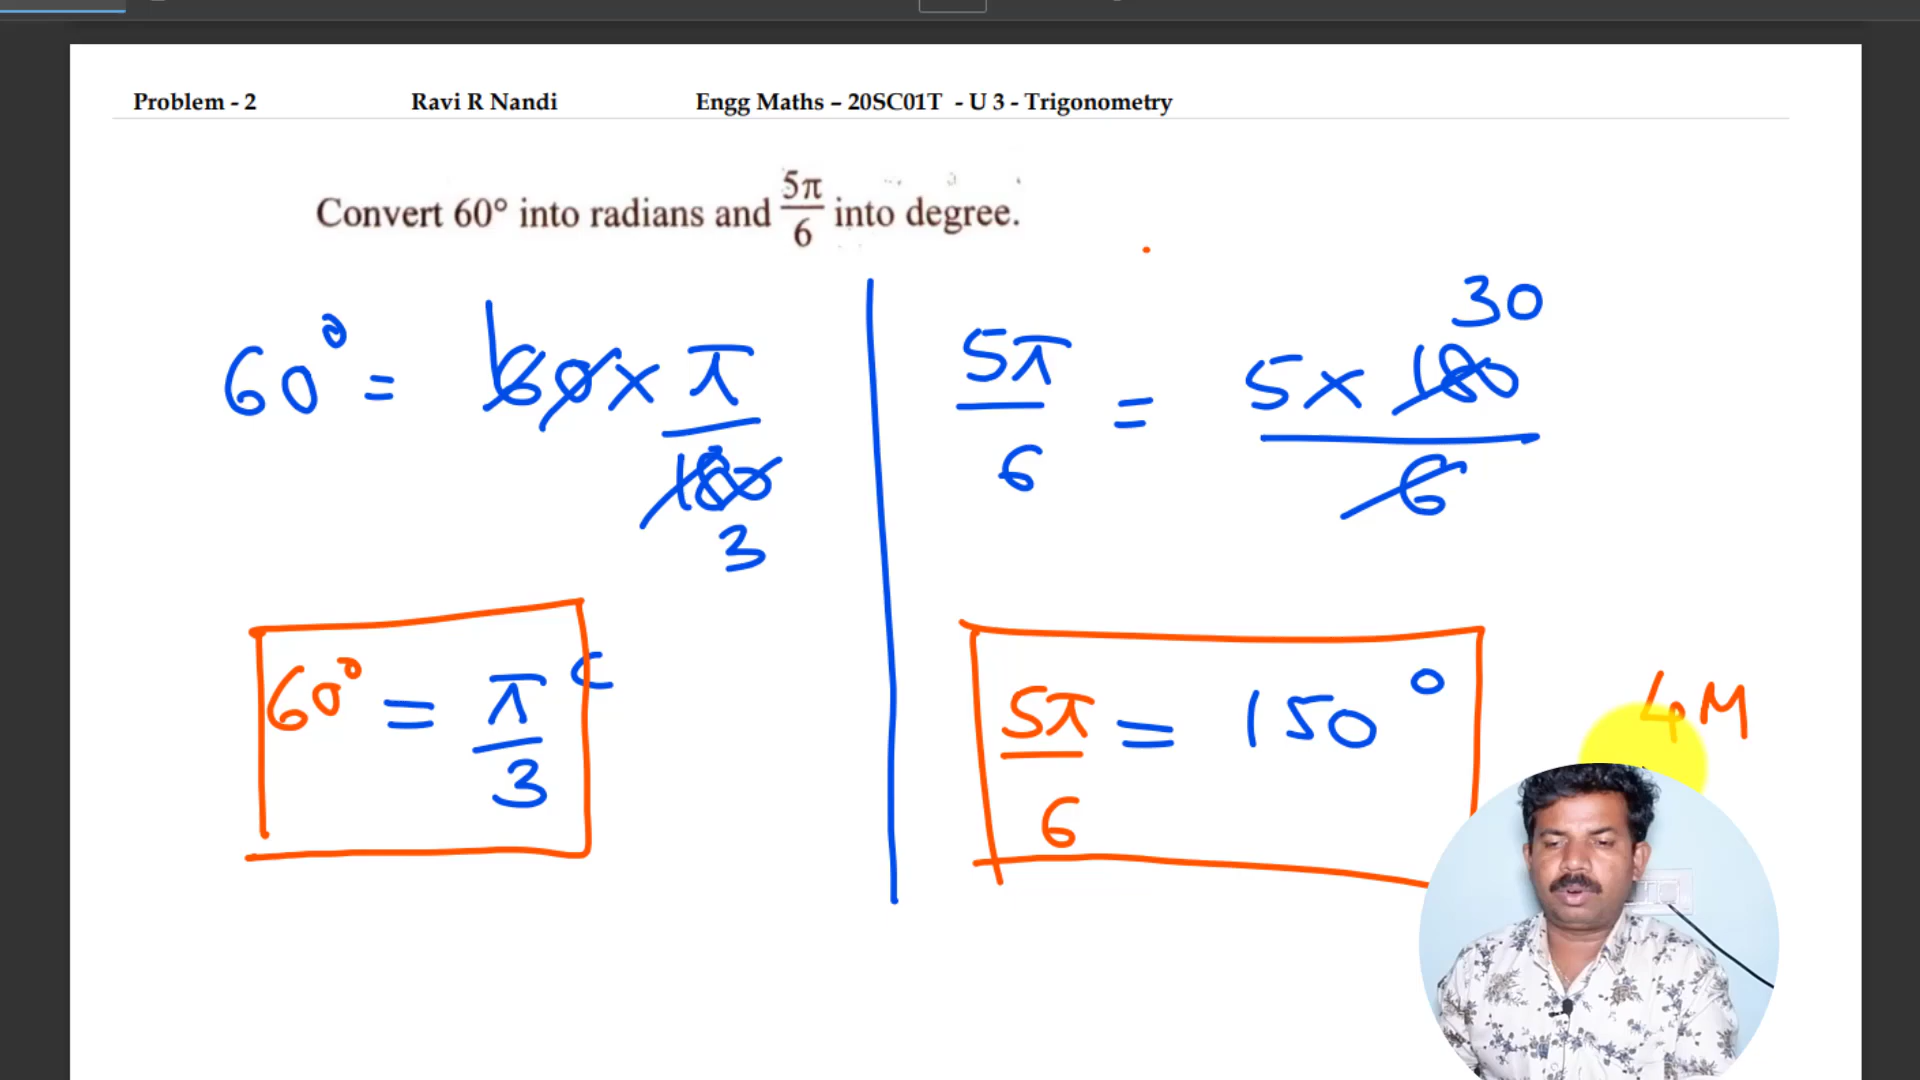 Problem - 2 Ravi R Nandi Engg Maths – 20SC01T - U 3 - Trigonometry
Convert 60° into radians and 5π/6 into degree.
60° = 60 × π/180 3
5π/6 = 5 × 180/6 30
60° = π/3 c
5π/6 = 150°
4M